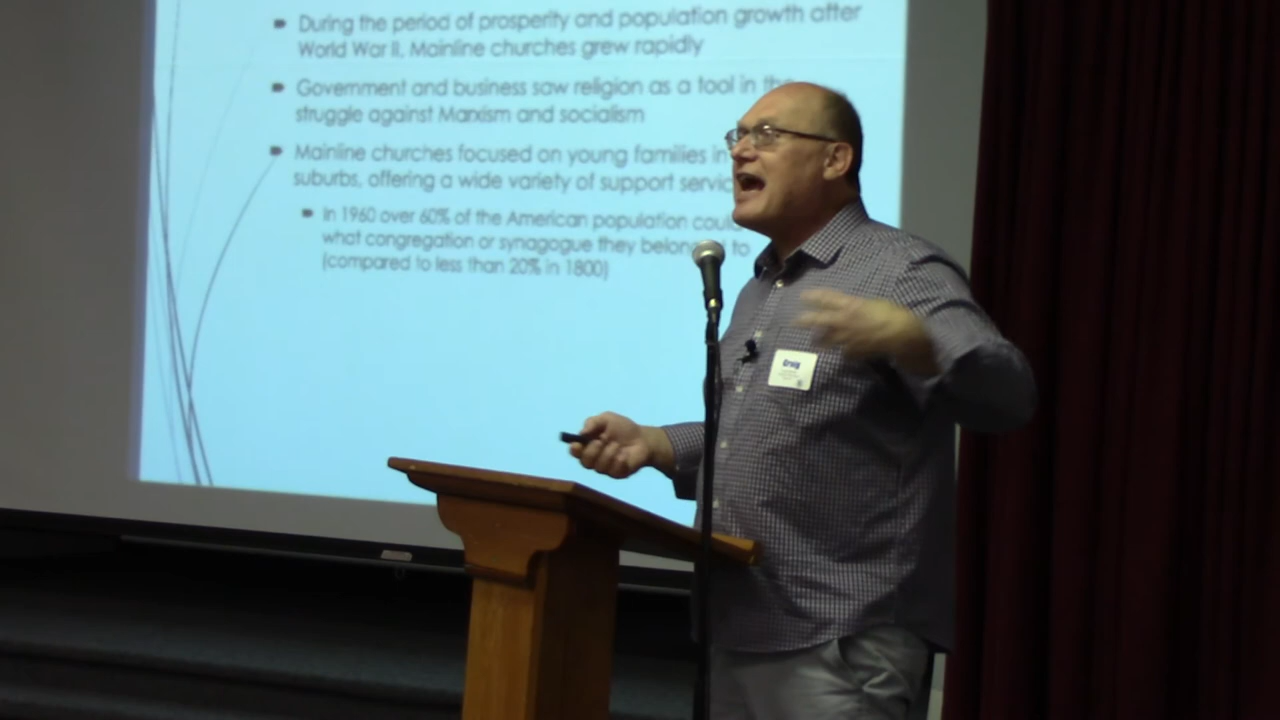 During the period of prosperity and population growth after
World War II, Mainline churches grew rapidly
Government and business saw religion as a tool in the
struggle against Marxism and socialism
Mainline churches focused on young families in
suburbs, offering a wide variety of support
In 1960 over 60% of the American population
what congregation or synagogue they to
(compared to less than 20% in 1800)
Craig